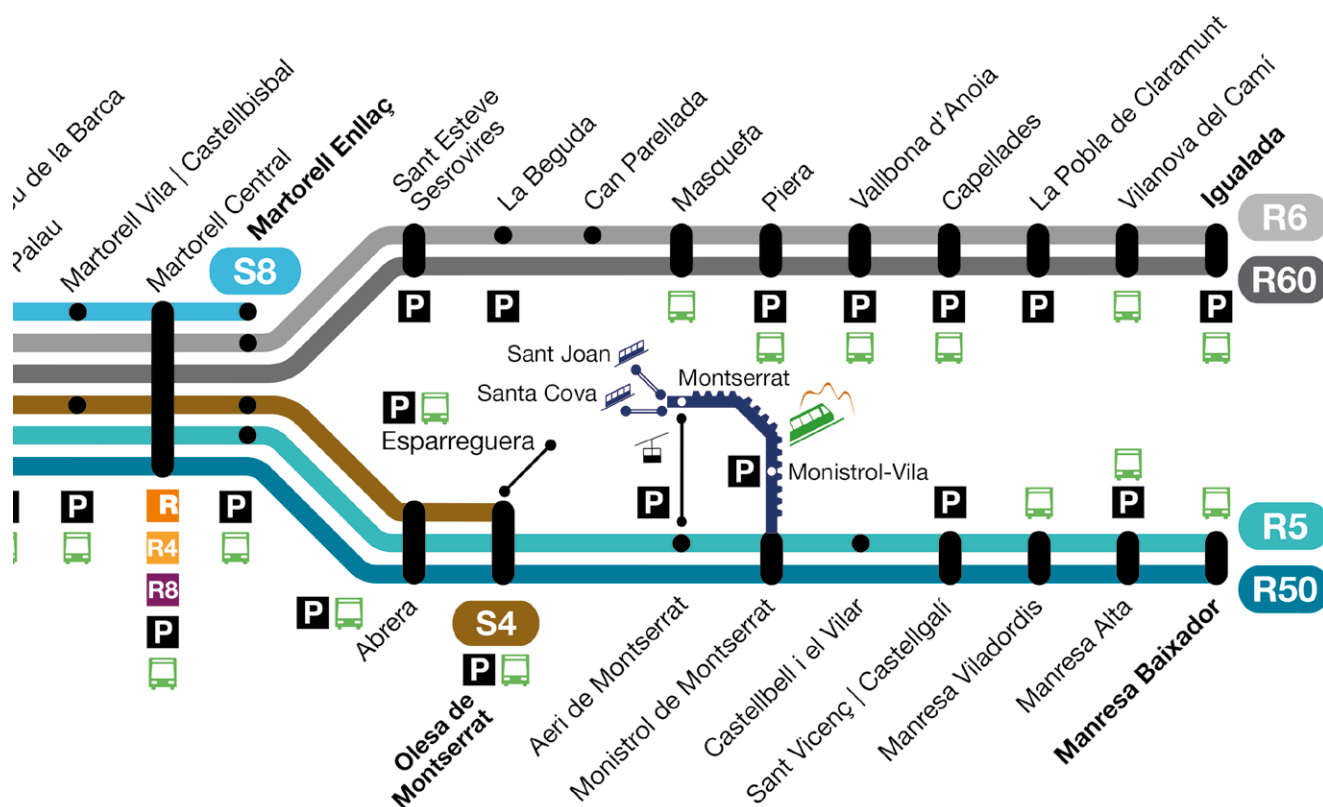 Palau
Martorell Vila | Castellbisbal
Martorell Central
Martorell Enllaç
S8
Sant Esteve
Sesrovires
La Beguda
Can Parellada
Masquefa
Piera
Vallbona d'Anoia
Capellades
La Pobla de Claramunt
Vilanova del Camí
Igualada
R6
R60
P
P
P
P
P
P
P
Sant Joan
Santa Cova
Montserrat
P
Esparreguera
P
P
Monistrol-Vila
P
R
R4
R8
P
P
P
P
P
R5
R50
Abrera
S4
P
Olesa de
Montserrat
Aeri de Montserrat
Monistrol de Montserrat
Castellbell i el Vilar
Sant Vicenç | Castellgalí
Manresa Viladordis
Manresa Alta
Manresa Baixador